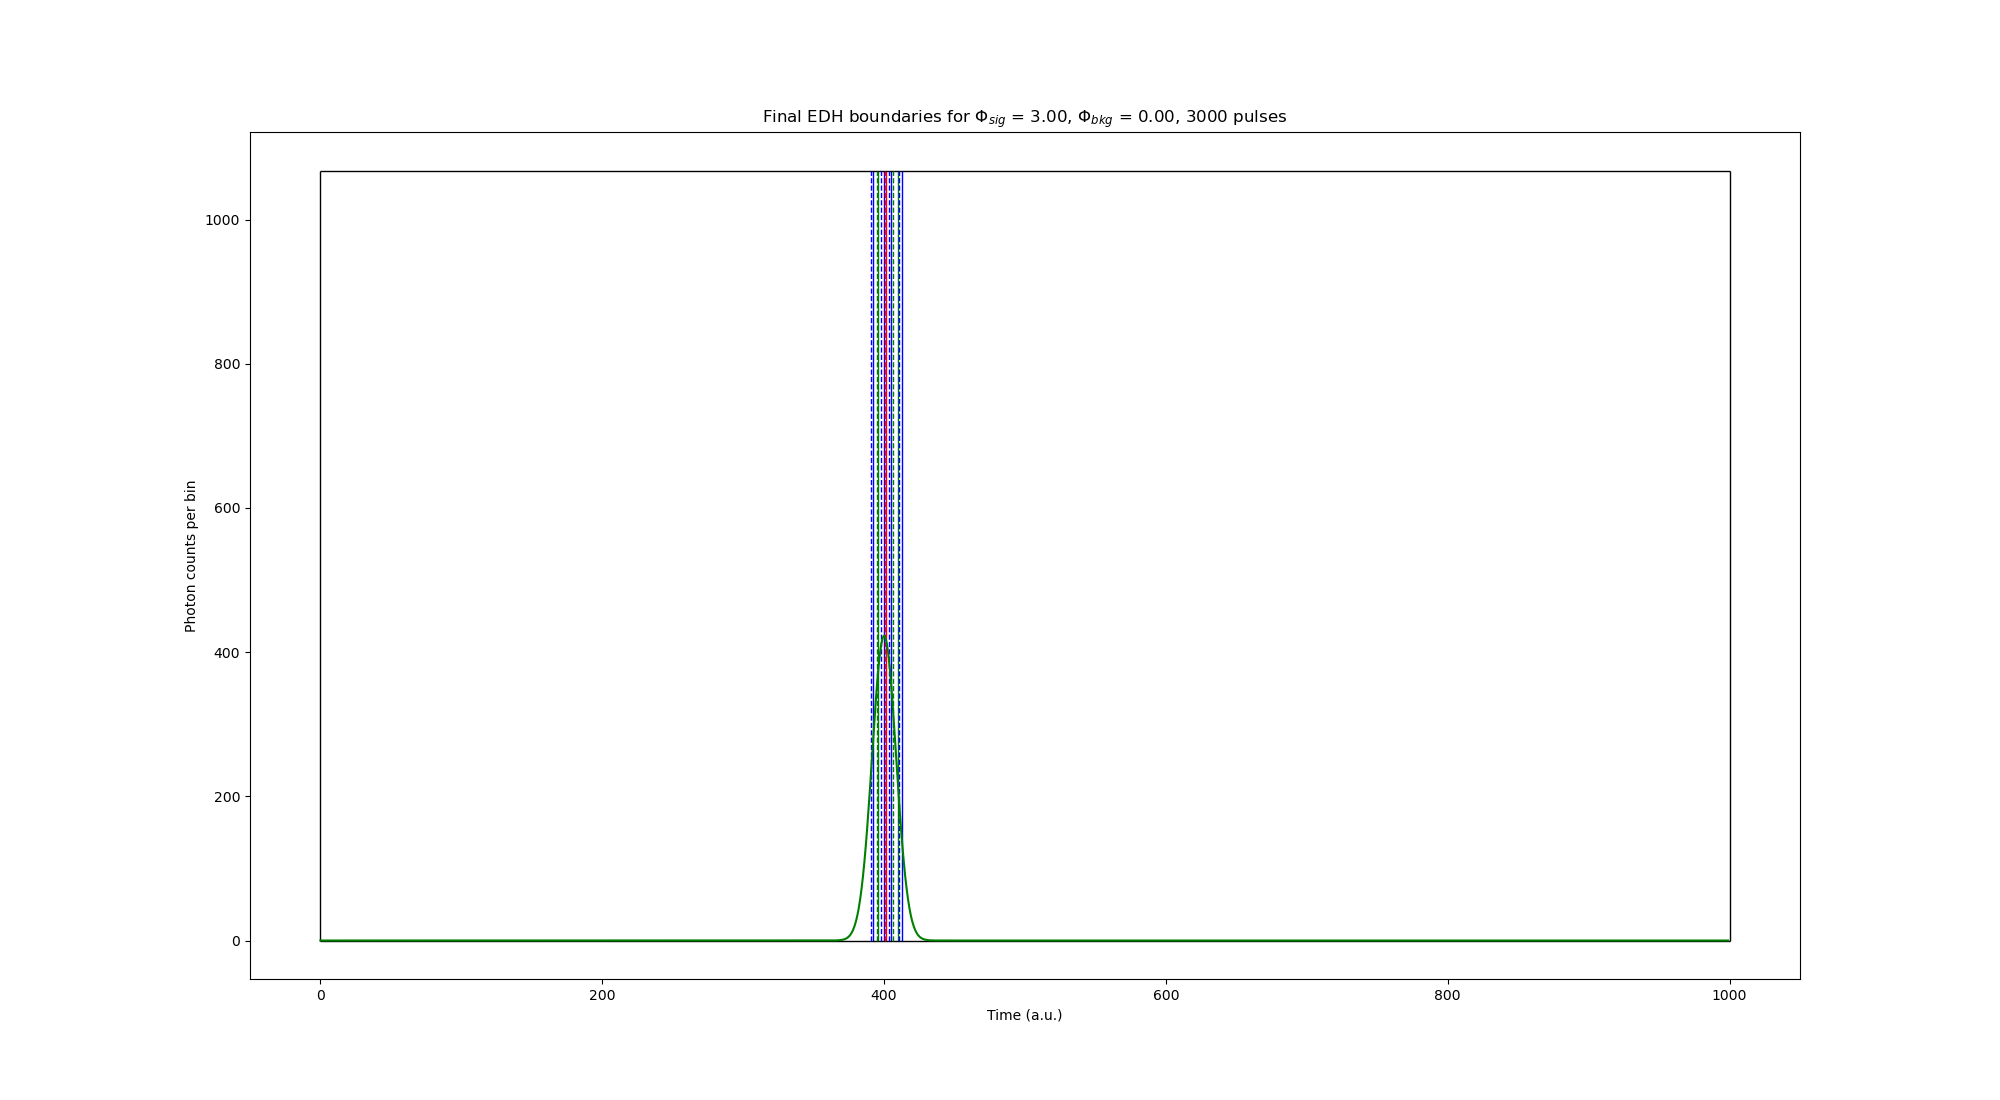 Final EDH boundaries for Φsig = 3.00, Φbkg = 0.00, 3000 pulses
Photon counts per bin
1000
800
600
400
200
0
0 200 400 600 800 1000
Time (a.u.)